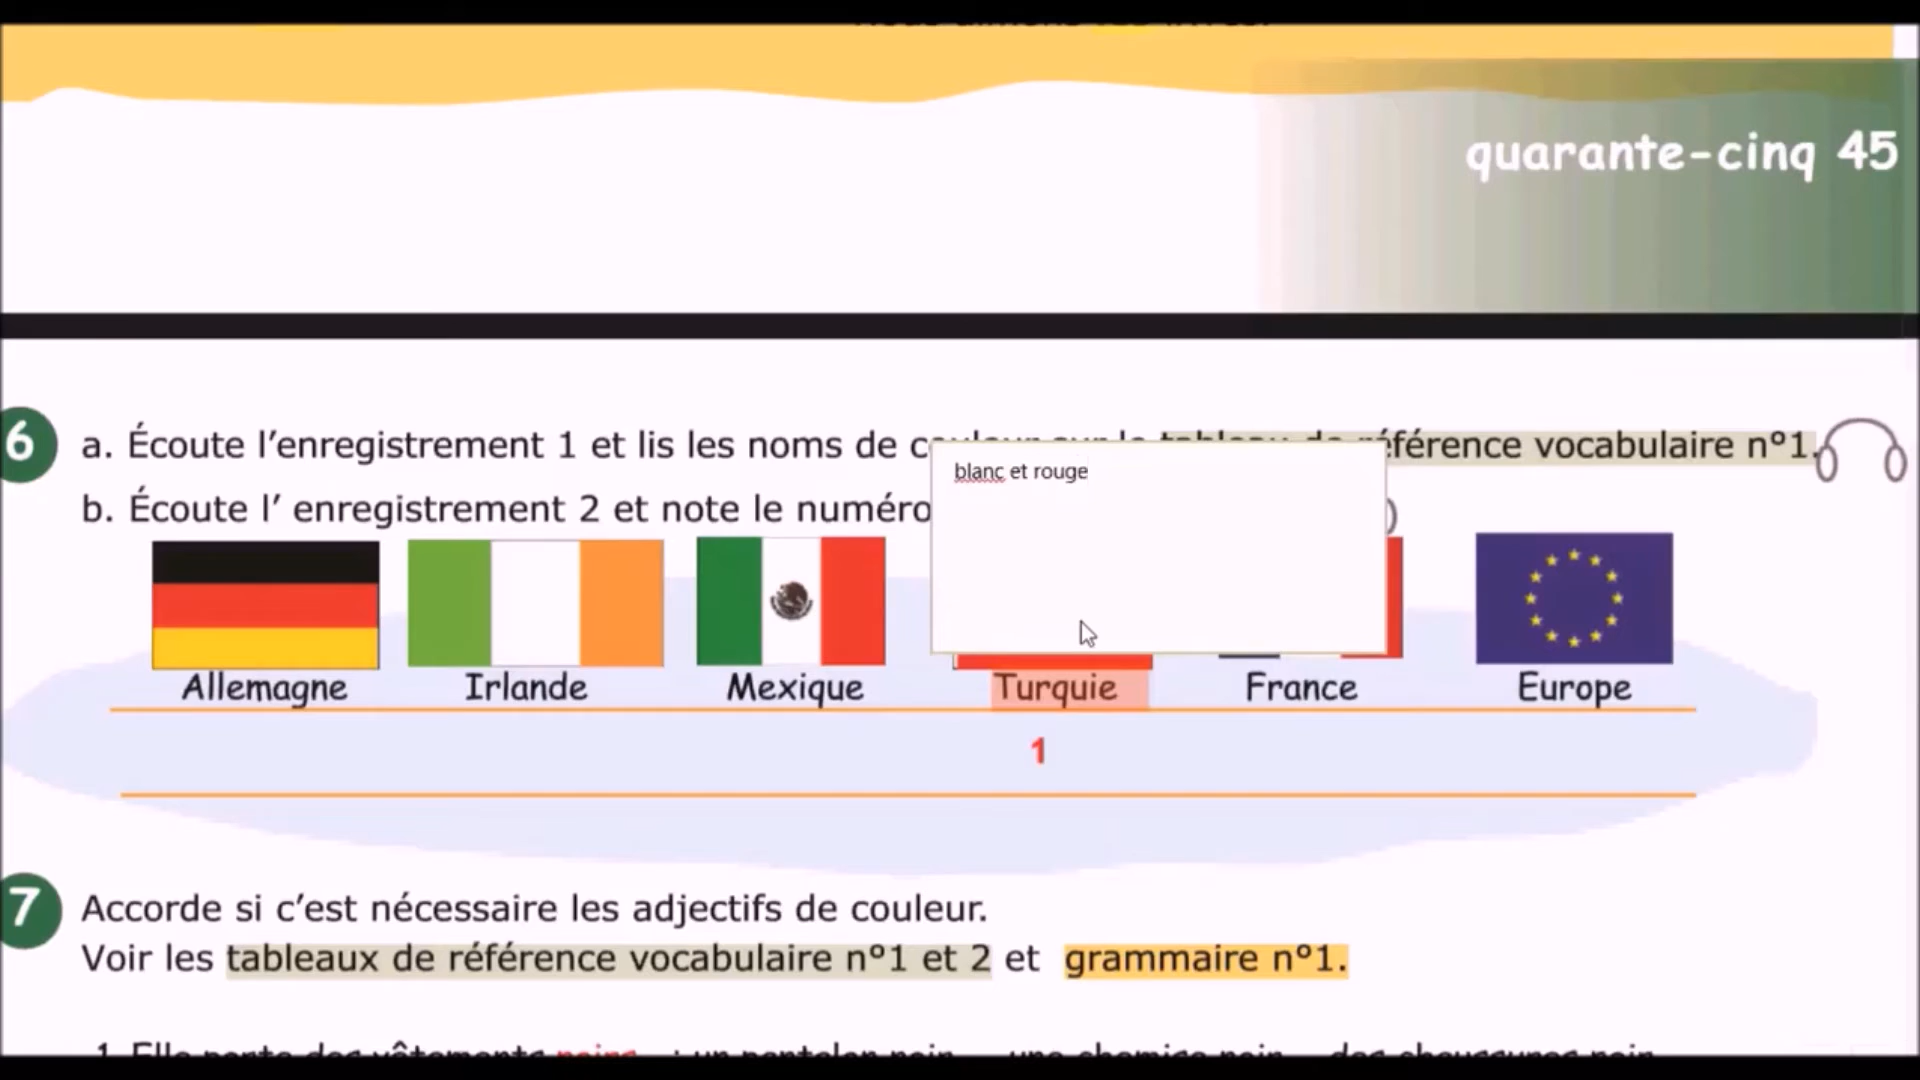 quarante-cinq 45
6
a. Écoute l'enregistrement 1 et lis les noms de référence vocabulaire n°1.
blanc et rouge
b. Écoute l' enregistrement 2 et note le numéro
Allemagne Irlande Mexique Turquie France Europe
1
7
Accorde si c'est nécessaire les adjectifs de couleur.
Voir les tableaux de référence vocabulaire n°1 et 2 et grammaire n°1.